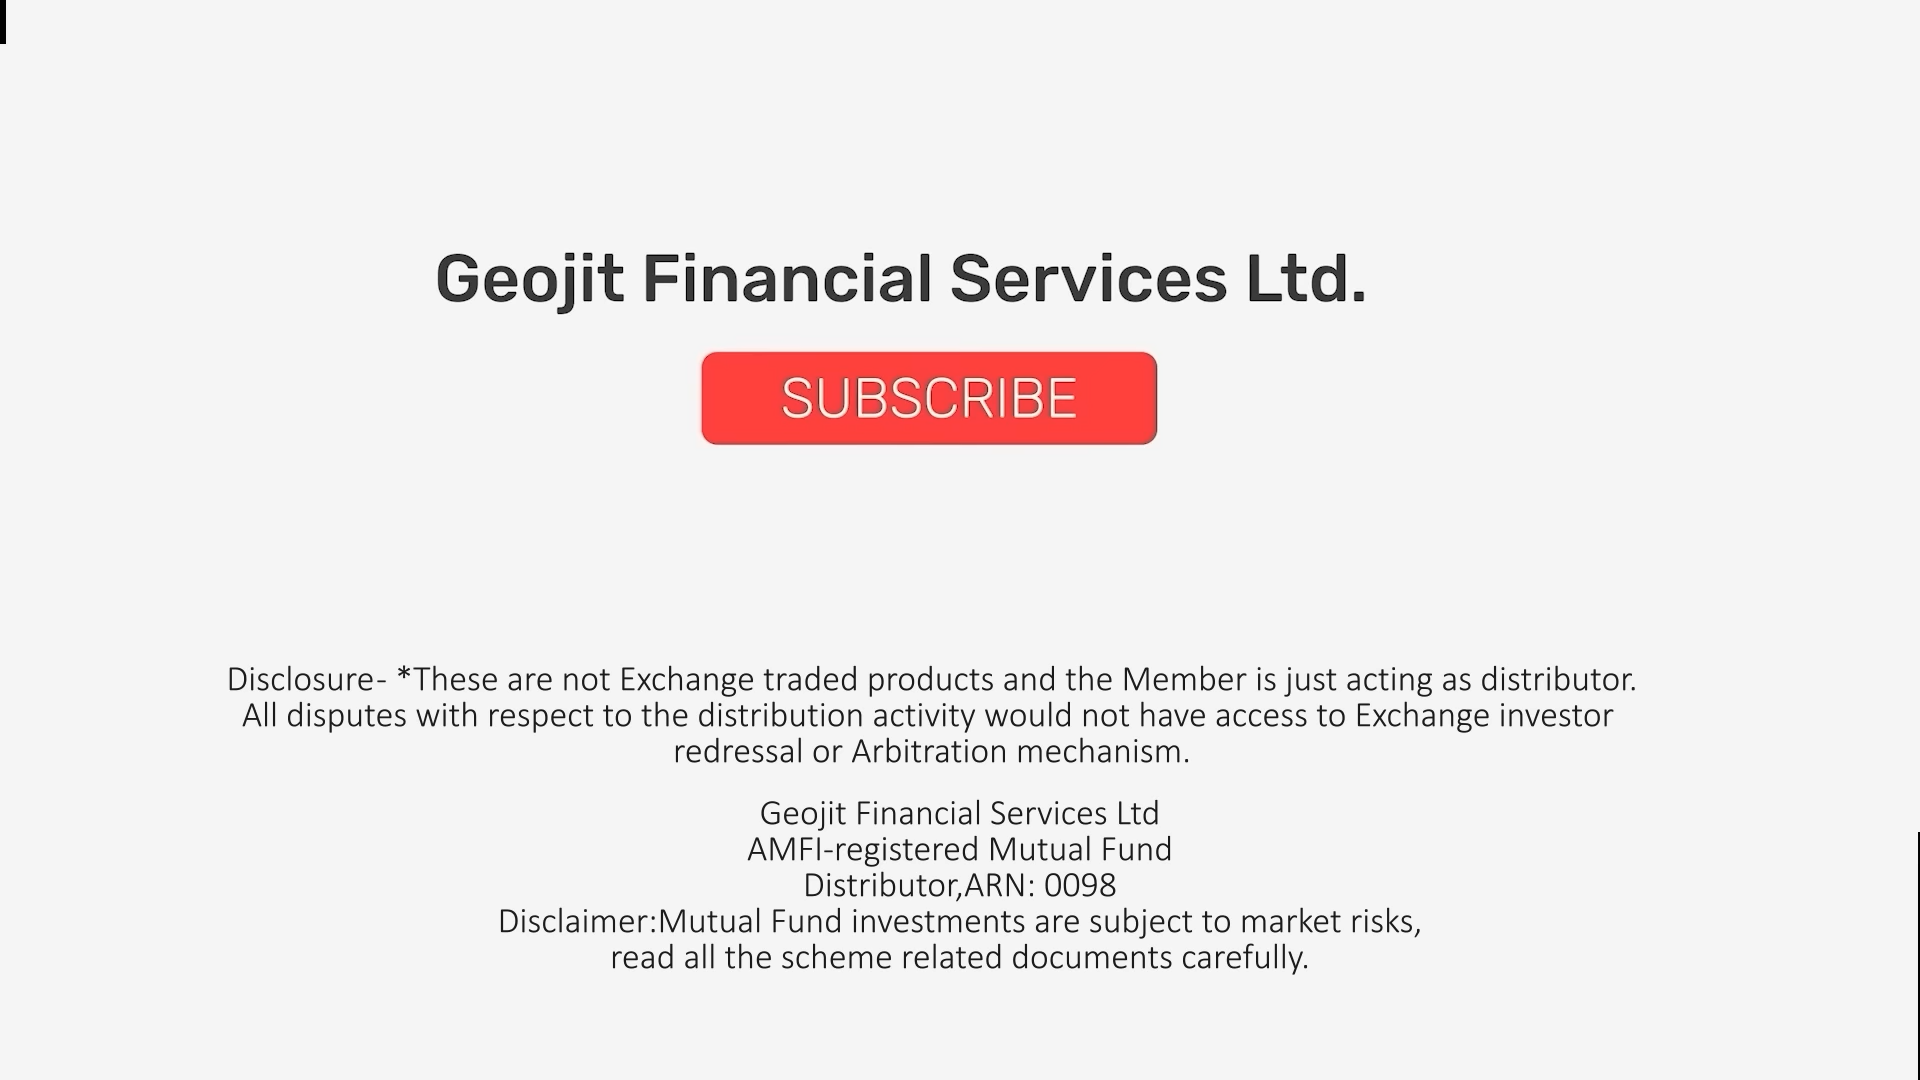 Geojit Financial Services Ltd.
SUBSCRIBE
Disclosure- *These are not Exchange traded products and the Member is just acting as distributor.
All disputes with respect to the distribution activity would not have access to Exchange investor
redressal or Arbitration mechanism.
Geojit Financial Services Ltd
AMFI-registered Mutual Fund
Distributor,ARN: 0098
Disclaimer:Mutual Fund investments are subject to market risks,
read all the scheme related documents carefully.